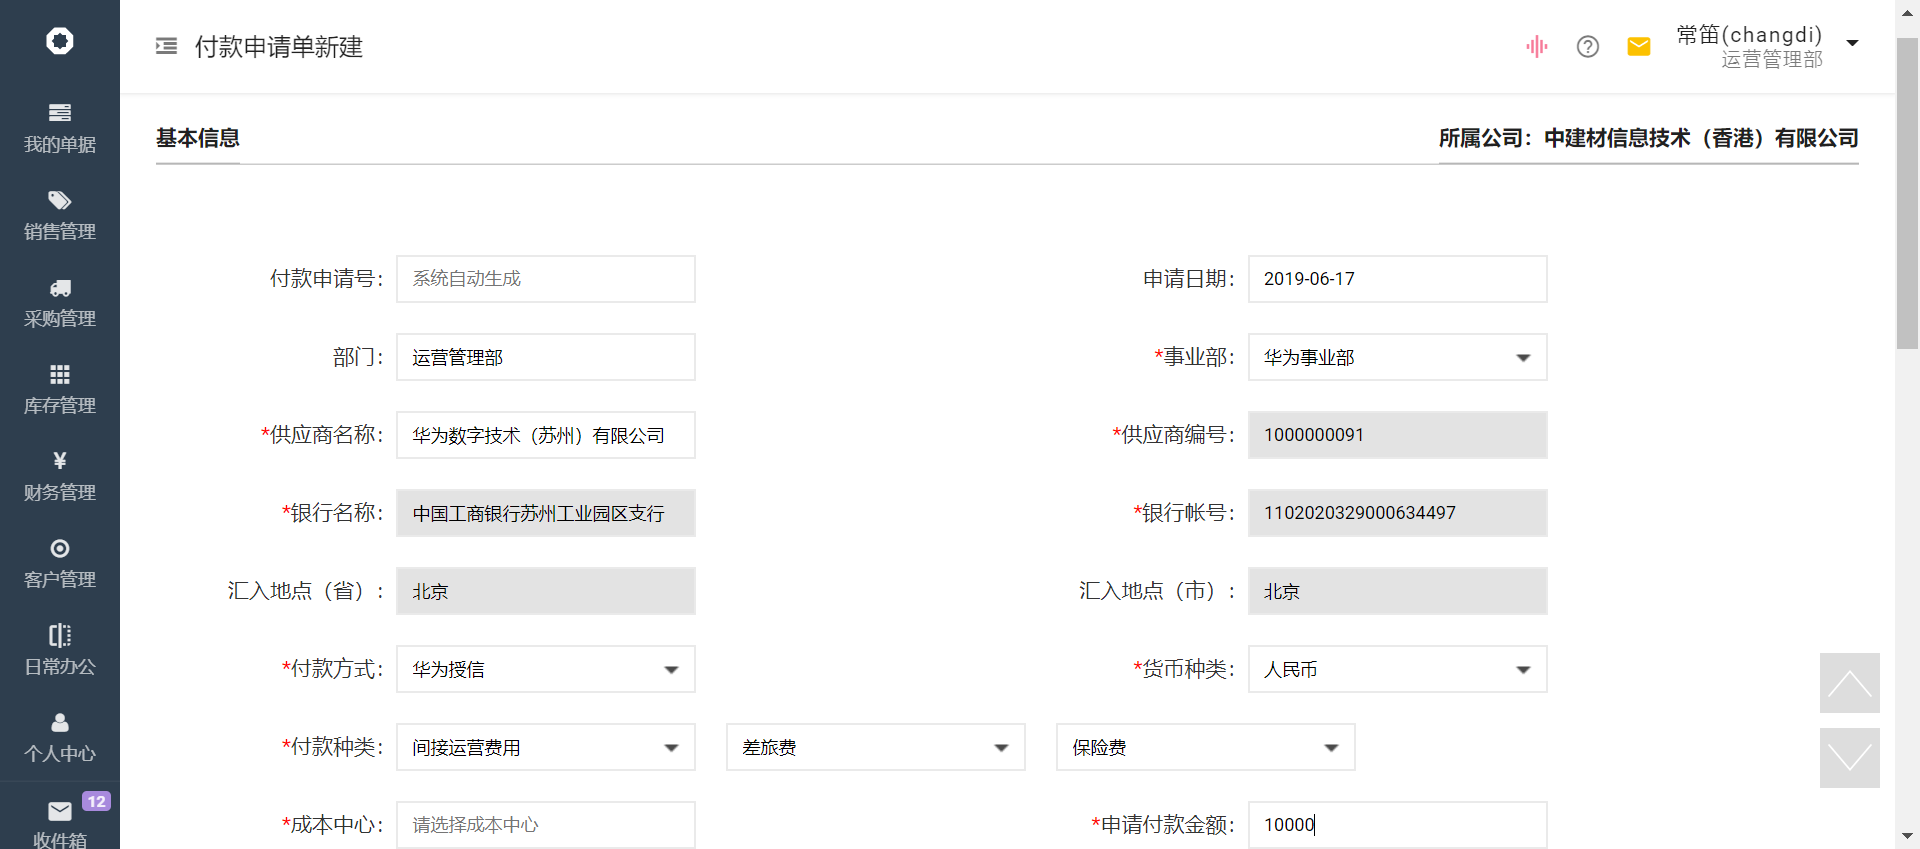 付款申请单新建
常笛(changdi)
运营管理部
我的单据
销售管理
采购管理
库存管理
¥
财务管理
客户管理
日常办公
个人中心
12
收件箱
基本信息
所属公司：中建材信息技术（香港）有限公司
付款申请号： 系统自动生成
申请日期： 2019-06-17
部门： 运营管理部
*事业部： 华为事业部
*供应商名称： 华为数字技术（苏州）有限公司
*供应商编号： 1000000091
*银行名称： 中国工商银行苏州工业园区支行
*银行帐号： 1102020329000634497
汇入地点（省）： 北京
汇入地点（市）： 北京
*付款方式： 华为授信
*货币种类： 人民币
*付款种类： 间接运营费用 差旅费 保险费
*成本中心： 请选择成本中心
*申请付款金额： 10000